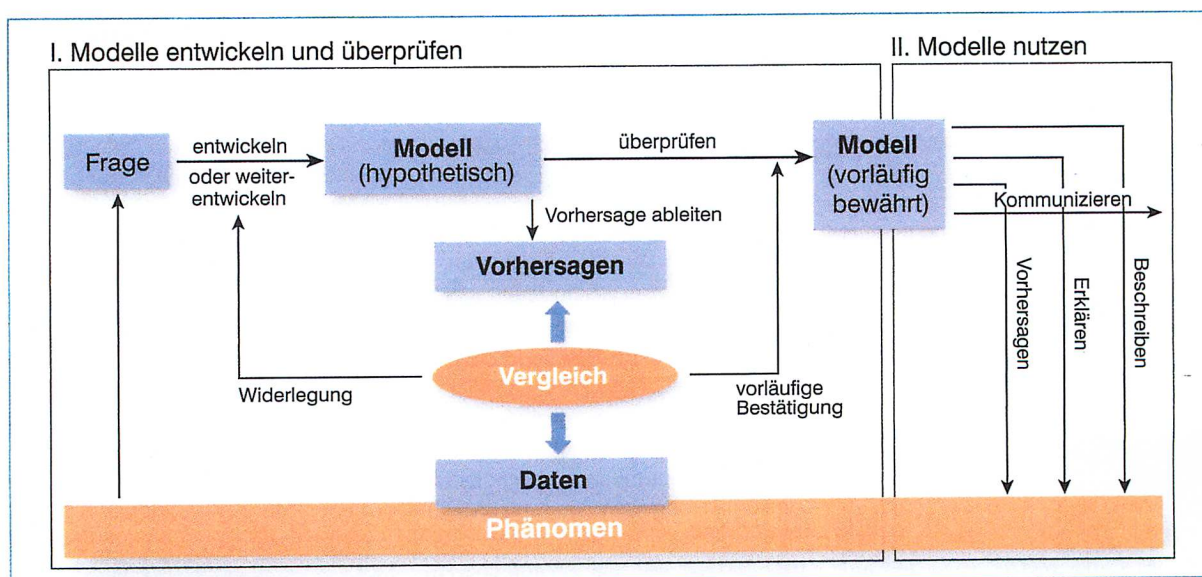 I. Modelle entwickeln und überprüfen
II. Modelle nutzen
Frage
entwickeln
oder weiter-
entwickeln
Modell
(hypothetisch)
überprüfen
Modell
(vorläufig
bewährt)
Kommunizieren
Vorhersage ableiten
Vorhersagen
Vergleich
Widerlegung
vorläufige
Bestätigung
Daten
Phänomen
Vorhersagen
Erklären
Beschreiben